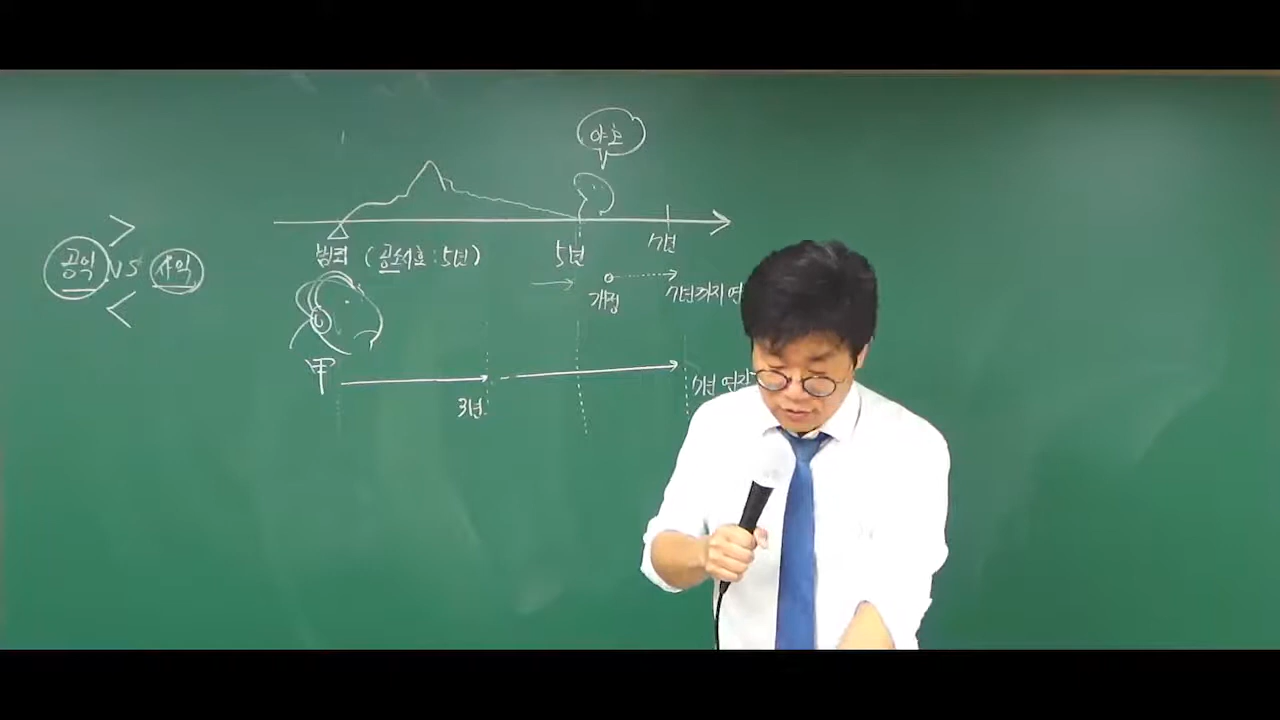 야호
범죄 (공소시효 : 5년)
5년
7년
공익 VS 사익
개정
7년까지 연
甲
3년
7년 연장